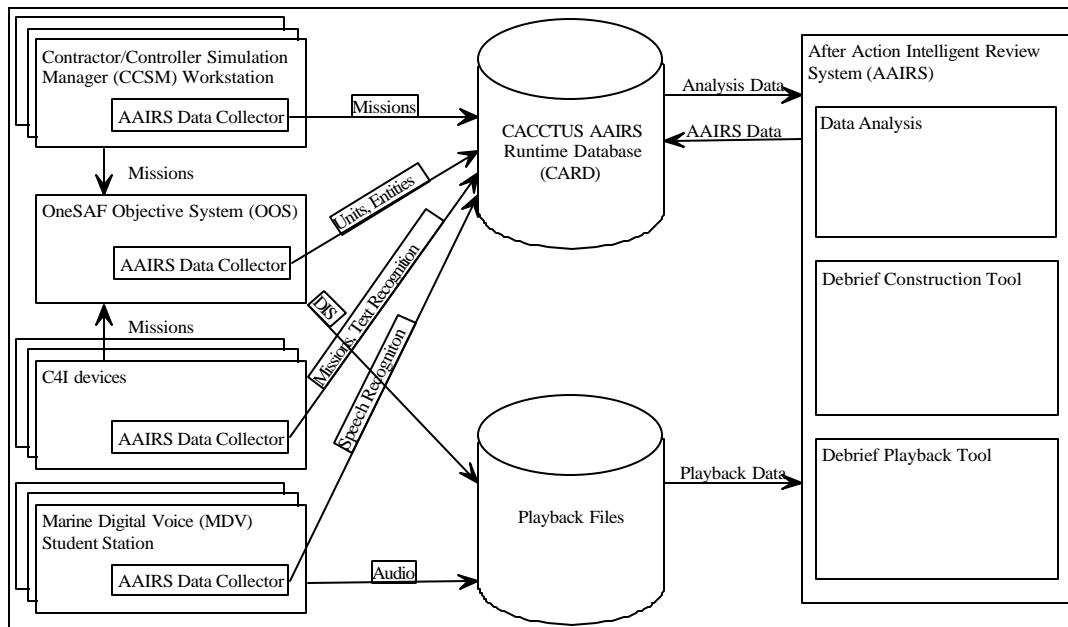 Contractor/Controller Simulation
Manager (CCSM) Workstation
AAIRS Data Collector
Missions
OneSAF Objective System (OOS)
AAIRS Data Collector
Missions
C4I devices
AAIRS Data Collector
Marine Digital Voice (MDV)
Student Station
AAIRS Data Collector
Missions
Units, Entities
DIS
Missions, Text Recognition
Speech Recogniton
Audio
CACCTUS AAIRS
Runtime Database
(CARD)
Playback Files
Analysis Data
AAIRS Data
Playback Data
After Action Intelligent Review
System (AAIRS)
Data Analysis
Debrief Construction Tool
Debrief Playback Tool